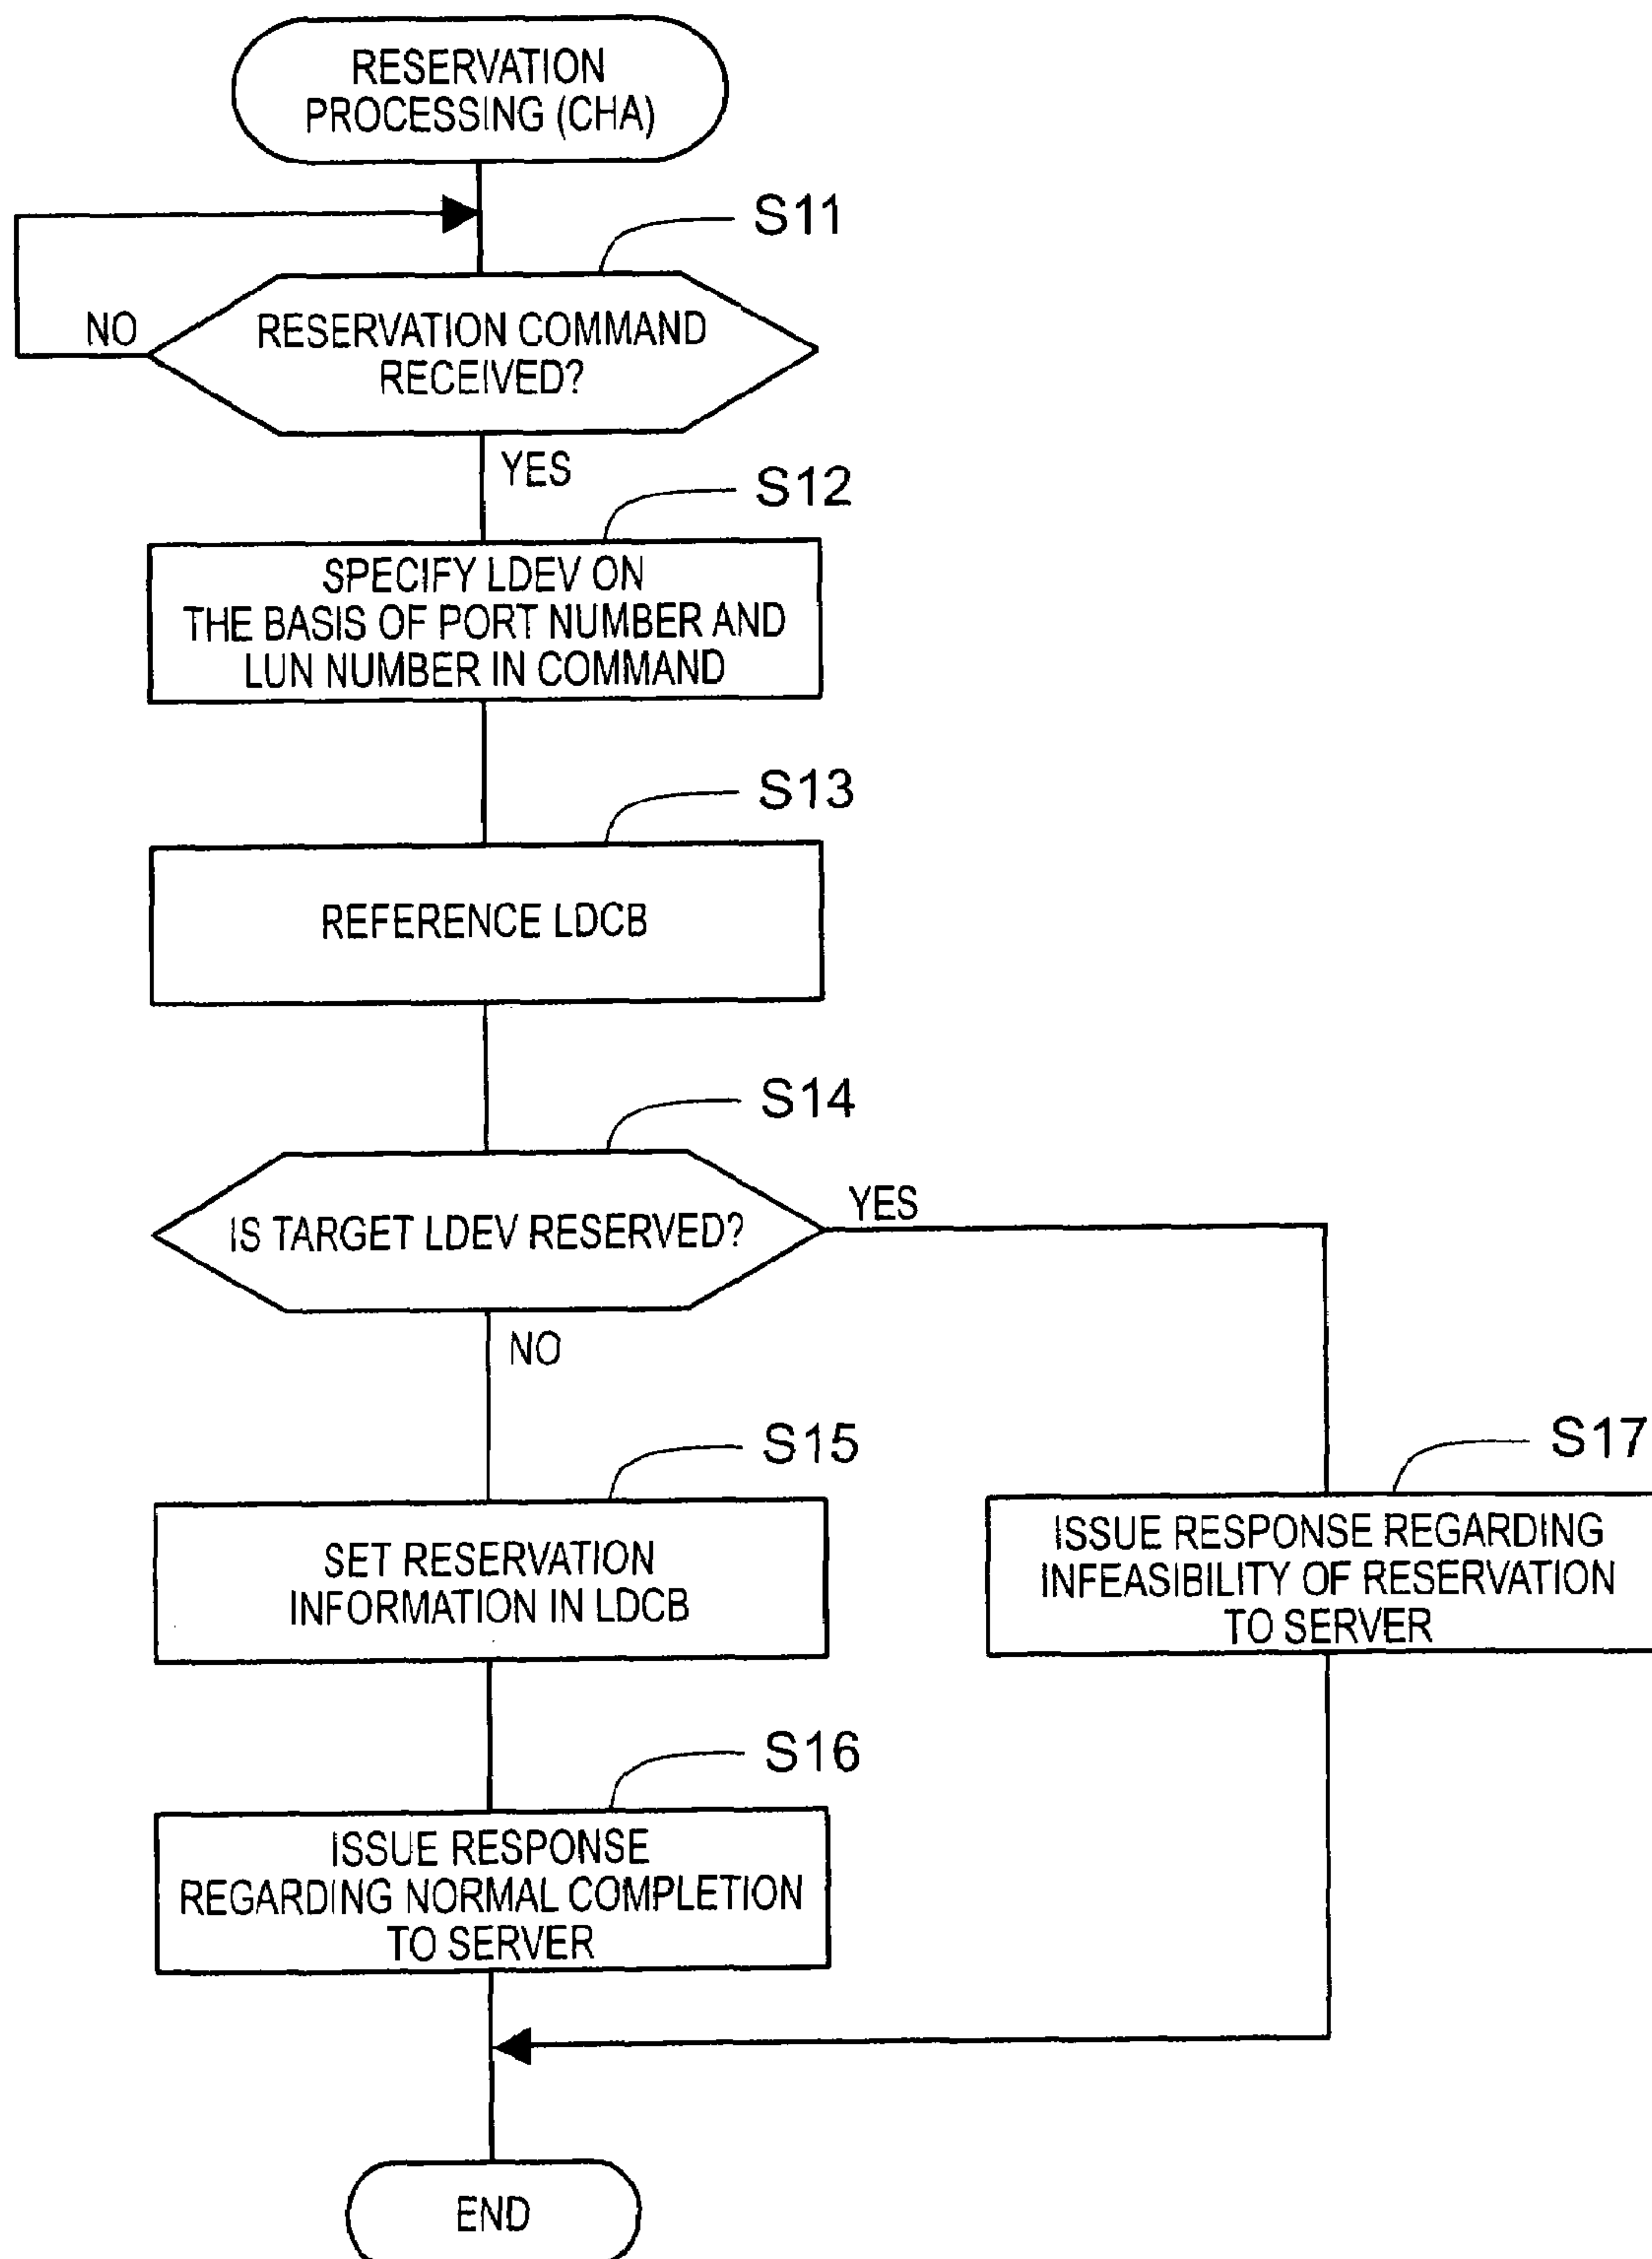 RESERVATION
PROCESSING (CHA)
S11
NO
RESERVATION COMMAND
RECEIVED?
YES
S12
SPECIFY LDEV ON
THE BASIS OF PORT NUMBER AND
LUN NUMBER IN COMMAND
S13
REFERENCE LDCB
S14
IS TARGET LDEV RESERVED?
YES
NO
S15
SET RESERVATION
INFORMATION IN LDCB
S17
ISSUE RESPONSE REGARDING
INFEASIBILITY OF RESERVATION
TO SERVER
S16
ISSUE RESPONSE
REGARDING NORMAL COMPLETION
TO SERVER
END